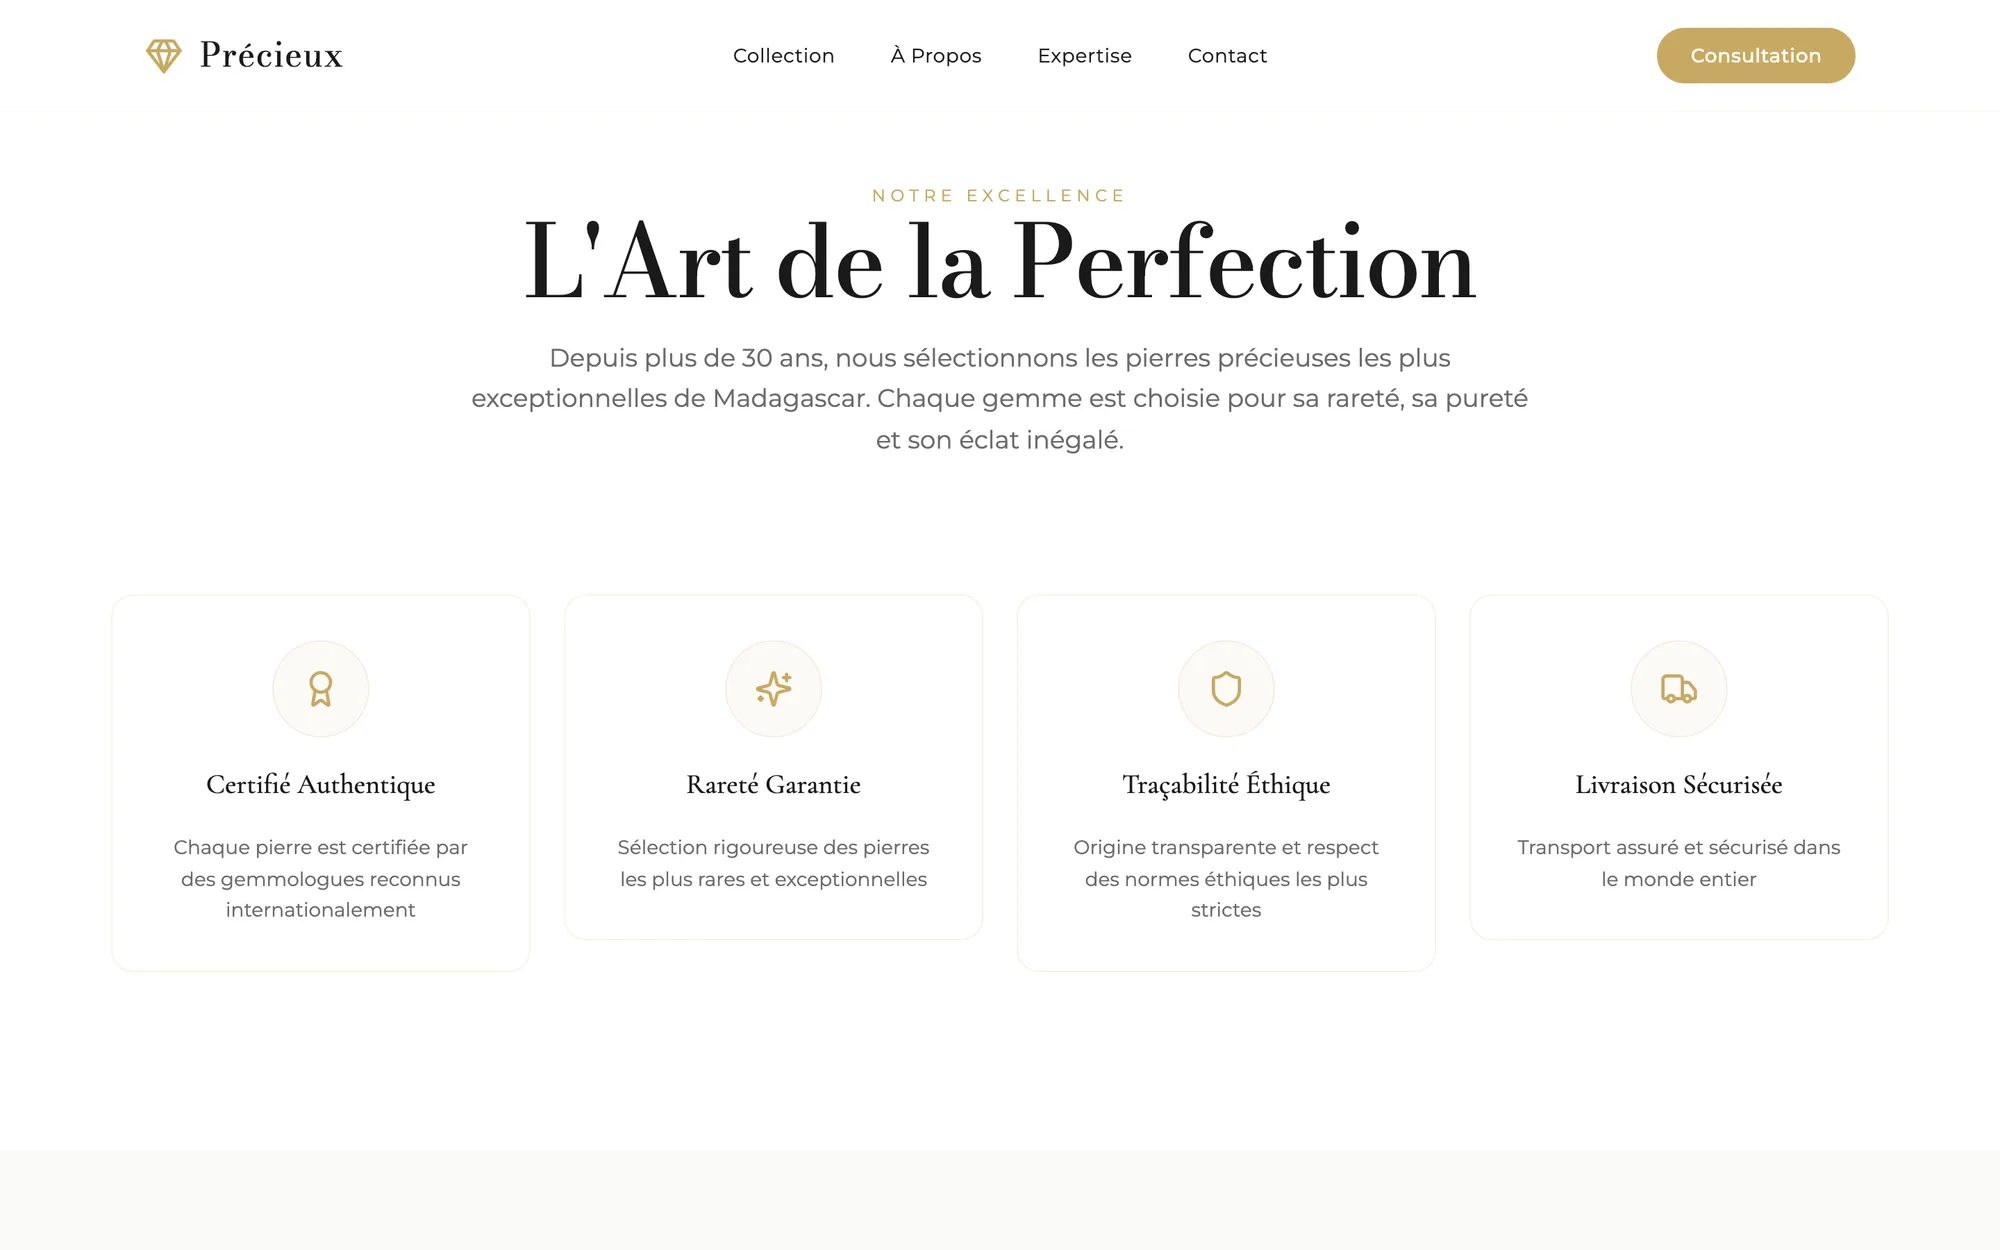 Précieux
Collection
À Propos
Expertise
Contact
Consultation
NOTRE EXCELLENCE
L'Art de la Perfection
Depuis plus de 30 ans, nous sélectionnons les pierres précieuses les plus
exceptionnelles de Madagascar. Chaque gemme est choisie pour sa rareté, sa pureté
et son éclat inégalé.
Certifié Authentique
Chaque pierre est certifiée par
des gemmologues reconnus
internationalement
Rareté Garantie
Sélection rigoureuse des pierres
les plus rares et exceptionnelles
Traçabilité Éthique
Origine transparente et respect
des normes éthiques les plus
strictes
Livraison Sécurisée
Transport assuré et sécurisé dans
le monde entier